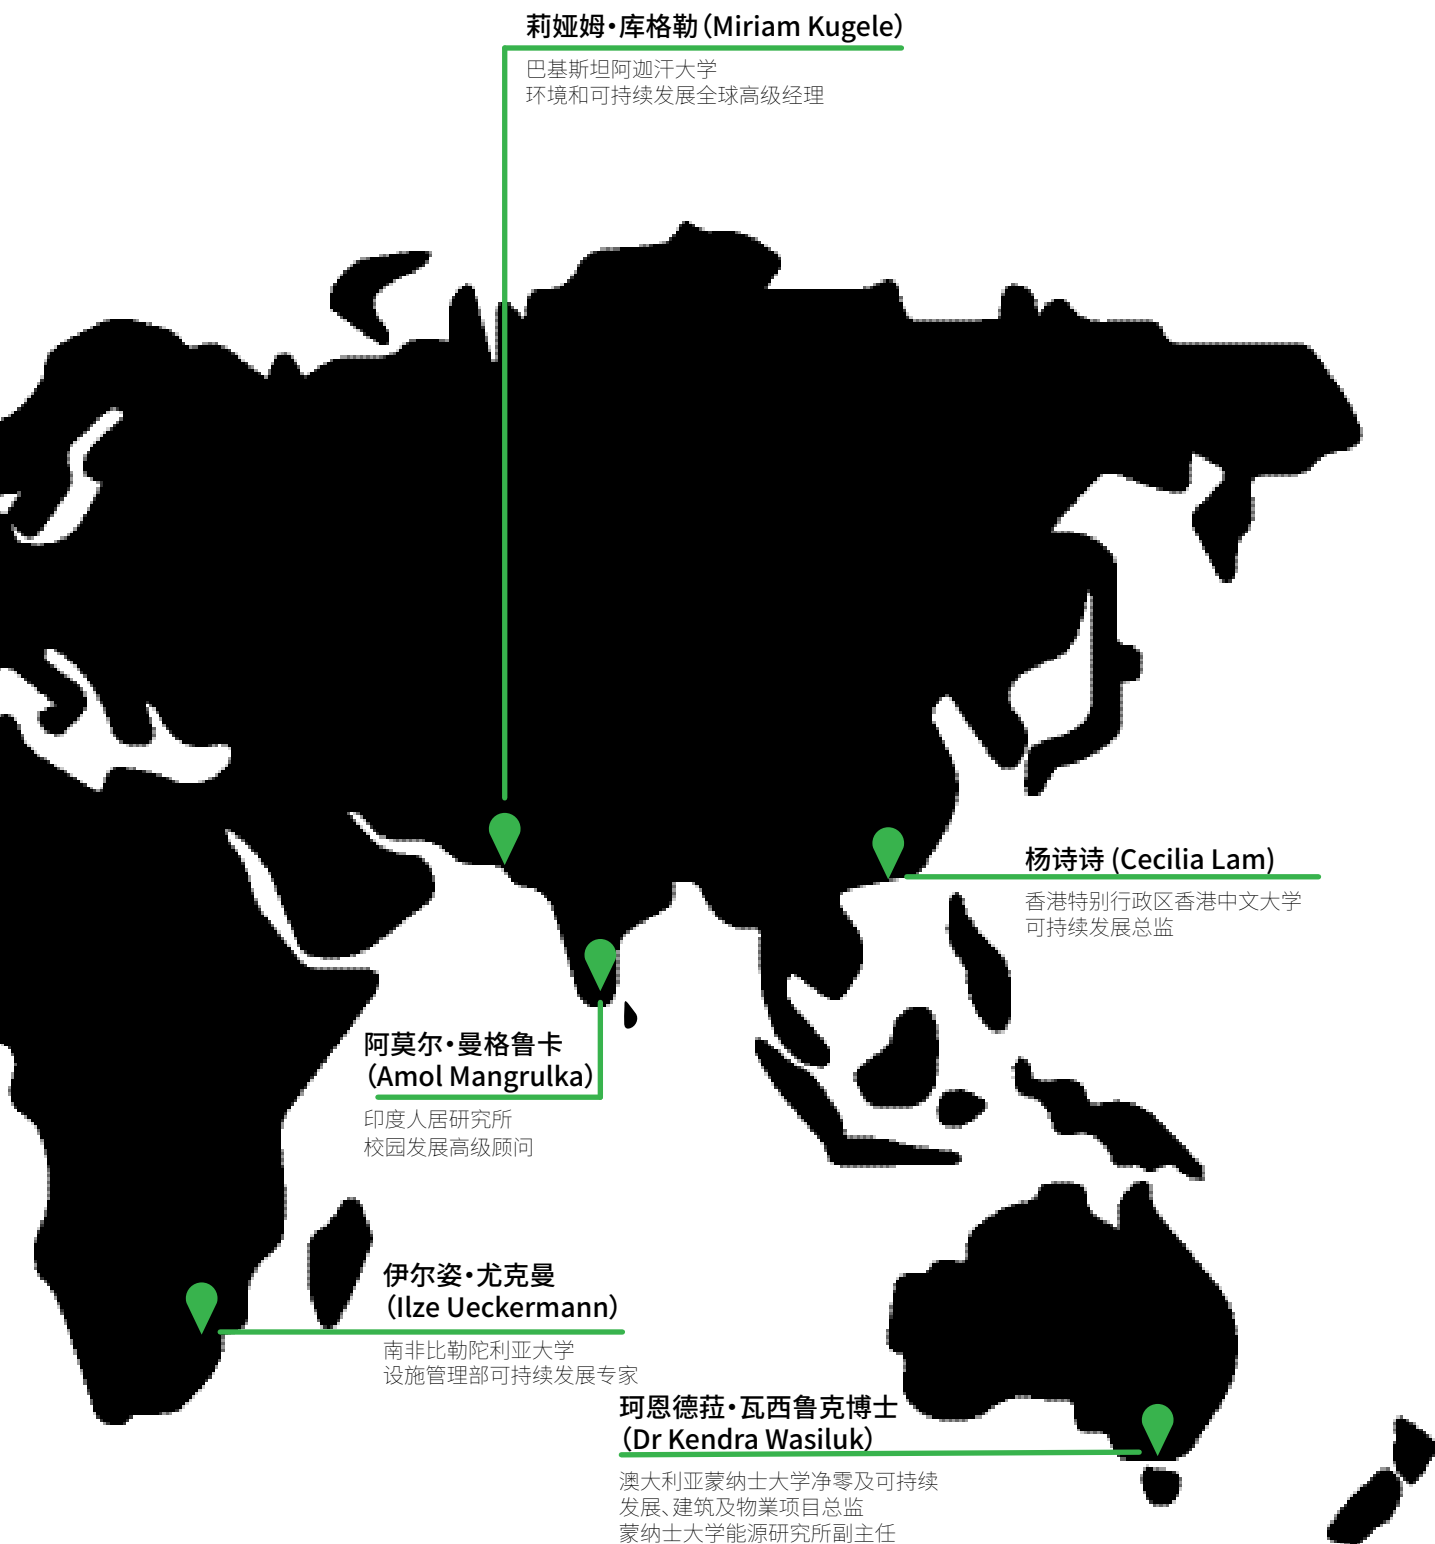 莉娅姆·库格勒（Miriam Kugele）
巴基斯坦阿迦汗大学
环境和可持续发展全球高级经理
杨诗诗 (Cecilia Lam)
香港特别行政区香港中文大学
可持续发展总监
阿莫尔·曼格鲁卡
（Amol Mangrulka）
印度人居研究所
校园发展高级顾问
伊尔姿·尤克曼
（Ilze Ueckermann）
南非比勒陀利亚大学
设施管理部可持续发展专家
珂恩德菈·瓦西鲁克博士
（Dr Kendra Wasiluk）
澳大利亚蒙纳士大学净零及可持续
发展、建筑及物業项目总监
蒙纳士大学能源研究所副主任